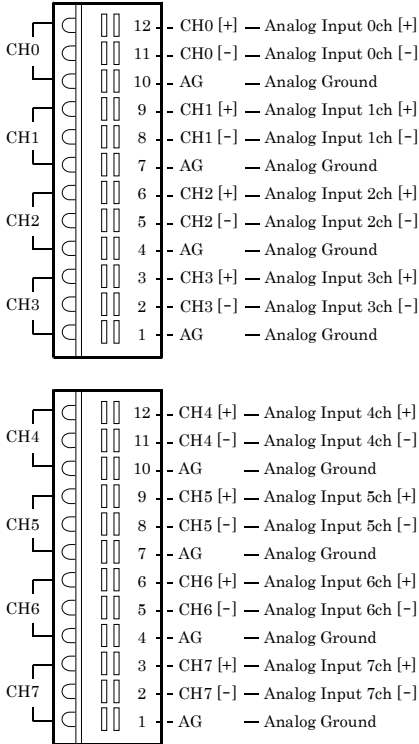 CH0
12 - CH0 [+] — Analog Input 0ch [+]
11 - CH0 [-] — Analog Input 0ch [-]
10 - AG — Analog Ground
CH1
9 - CH1 [+] — Analog Input 1ch [+]
8 - CH1 [-] — Analog Input 1ch [-]
7 - AG — Analog Ground
CH2
6 - CH2 [+] — Analog Input 2ch [+]
5 - CH2 [-] — Analog Input 2ch [-]
4 - AG — Analog Ground
CH3
3 - CH3 [+] — Analog Input 3ch [+]
2 - CH3 [-] — Analog Input 3ch [-]
1 - AG — Analog Ground
CH4
12 - CH4 [+] — Analog Input 4ch [+]
11 - CH4 [-] — Analog Input 4ch [-]
10 - AG — Analog Ground
CH5
9 - CH5 [+] — Analog Input 5ch [+]
8 - CH5 [-] — Analog Input 5ch [-]
7 - AG — Analog Ground
CH6
6 - CH6 [+] — Analog Input 6ch [+]
5 - CH6 [-] — Analog Input 6ch [-]
4 - AG — Analog Ground
CH7
3 - CH7 [+] — Analog Input 7ch [+]
2 - CH7 [-] — Analog Input 7ch [-]
1 - AG — Analog Ground